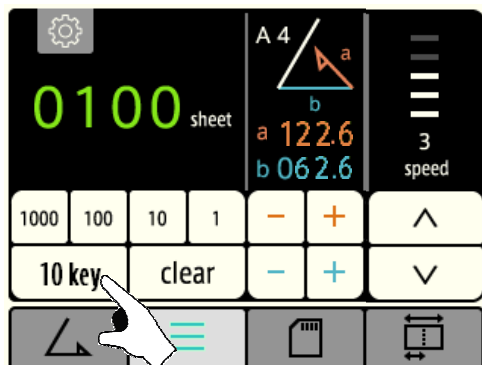 0100 sheet
A 4
a
b
a 122.6
b 062.6
3
speed
1000 100 10 1 - +
10 key clear - +